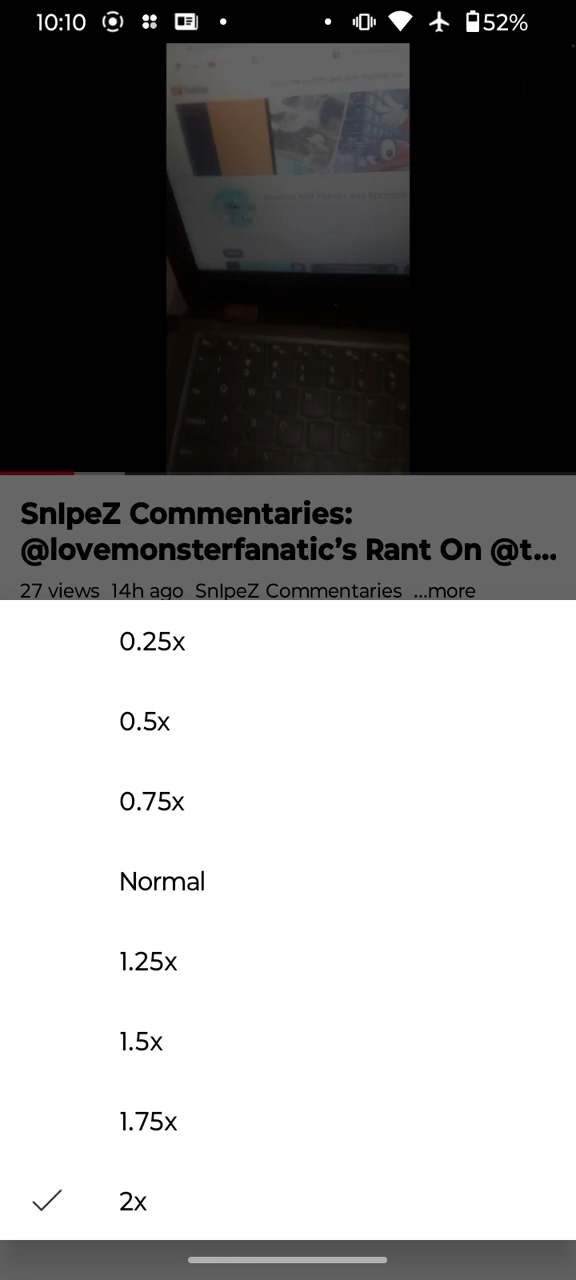 10:10
52%
SnIpeZ Commentaries:
@lovemonsterfanatic’s Rant On @t...
27 views 14h ago SnIpeZ Commentaries ...more
0.25x
0.5x
0.75x
Normal
1.25x
1.5x
1.75x
2x